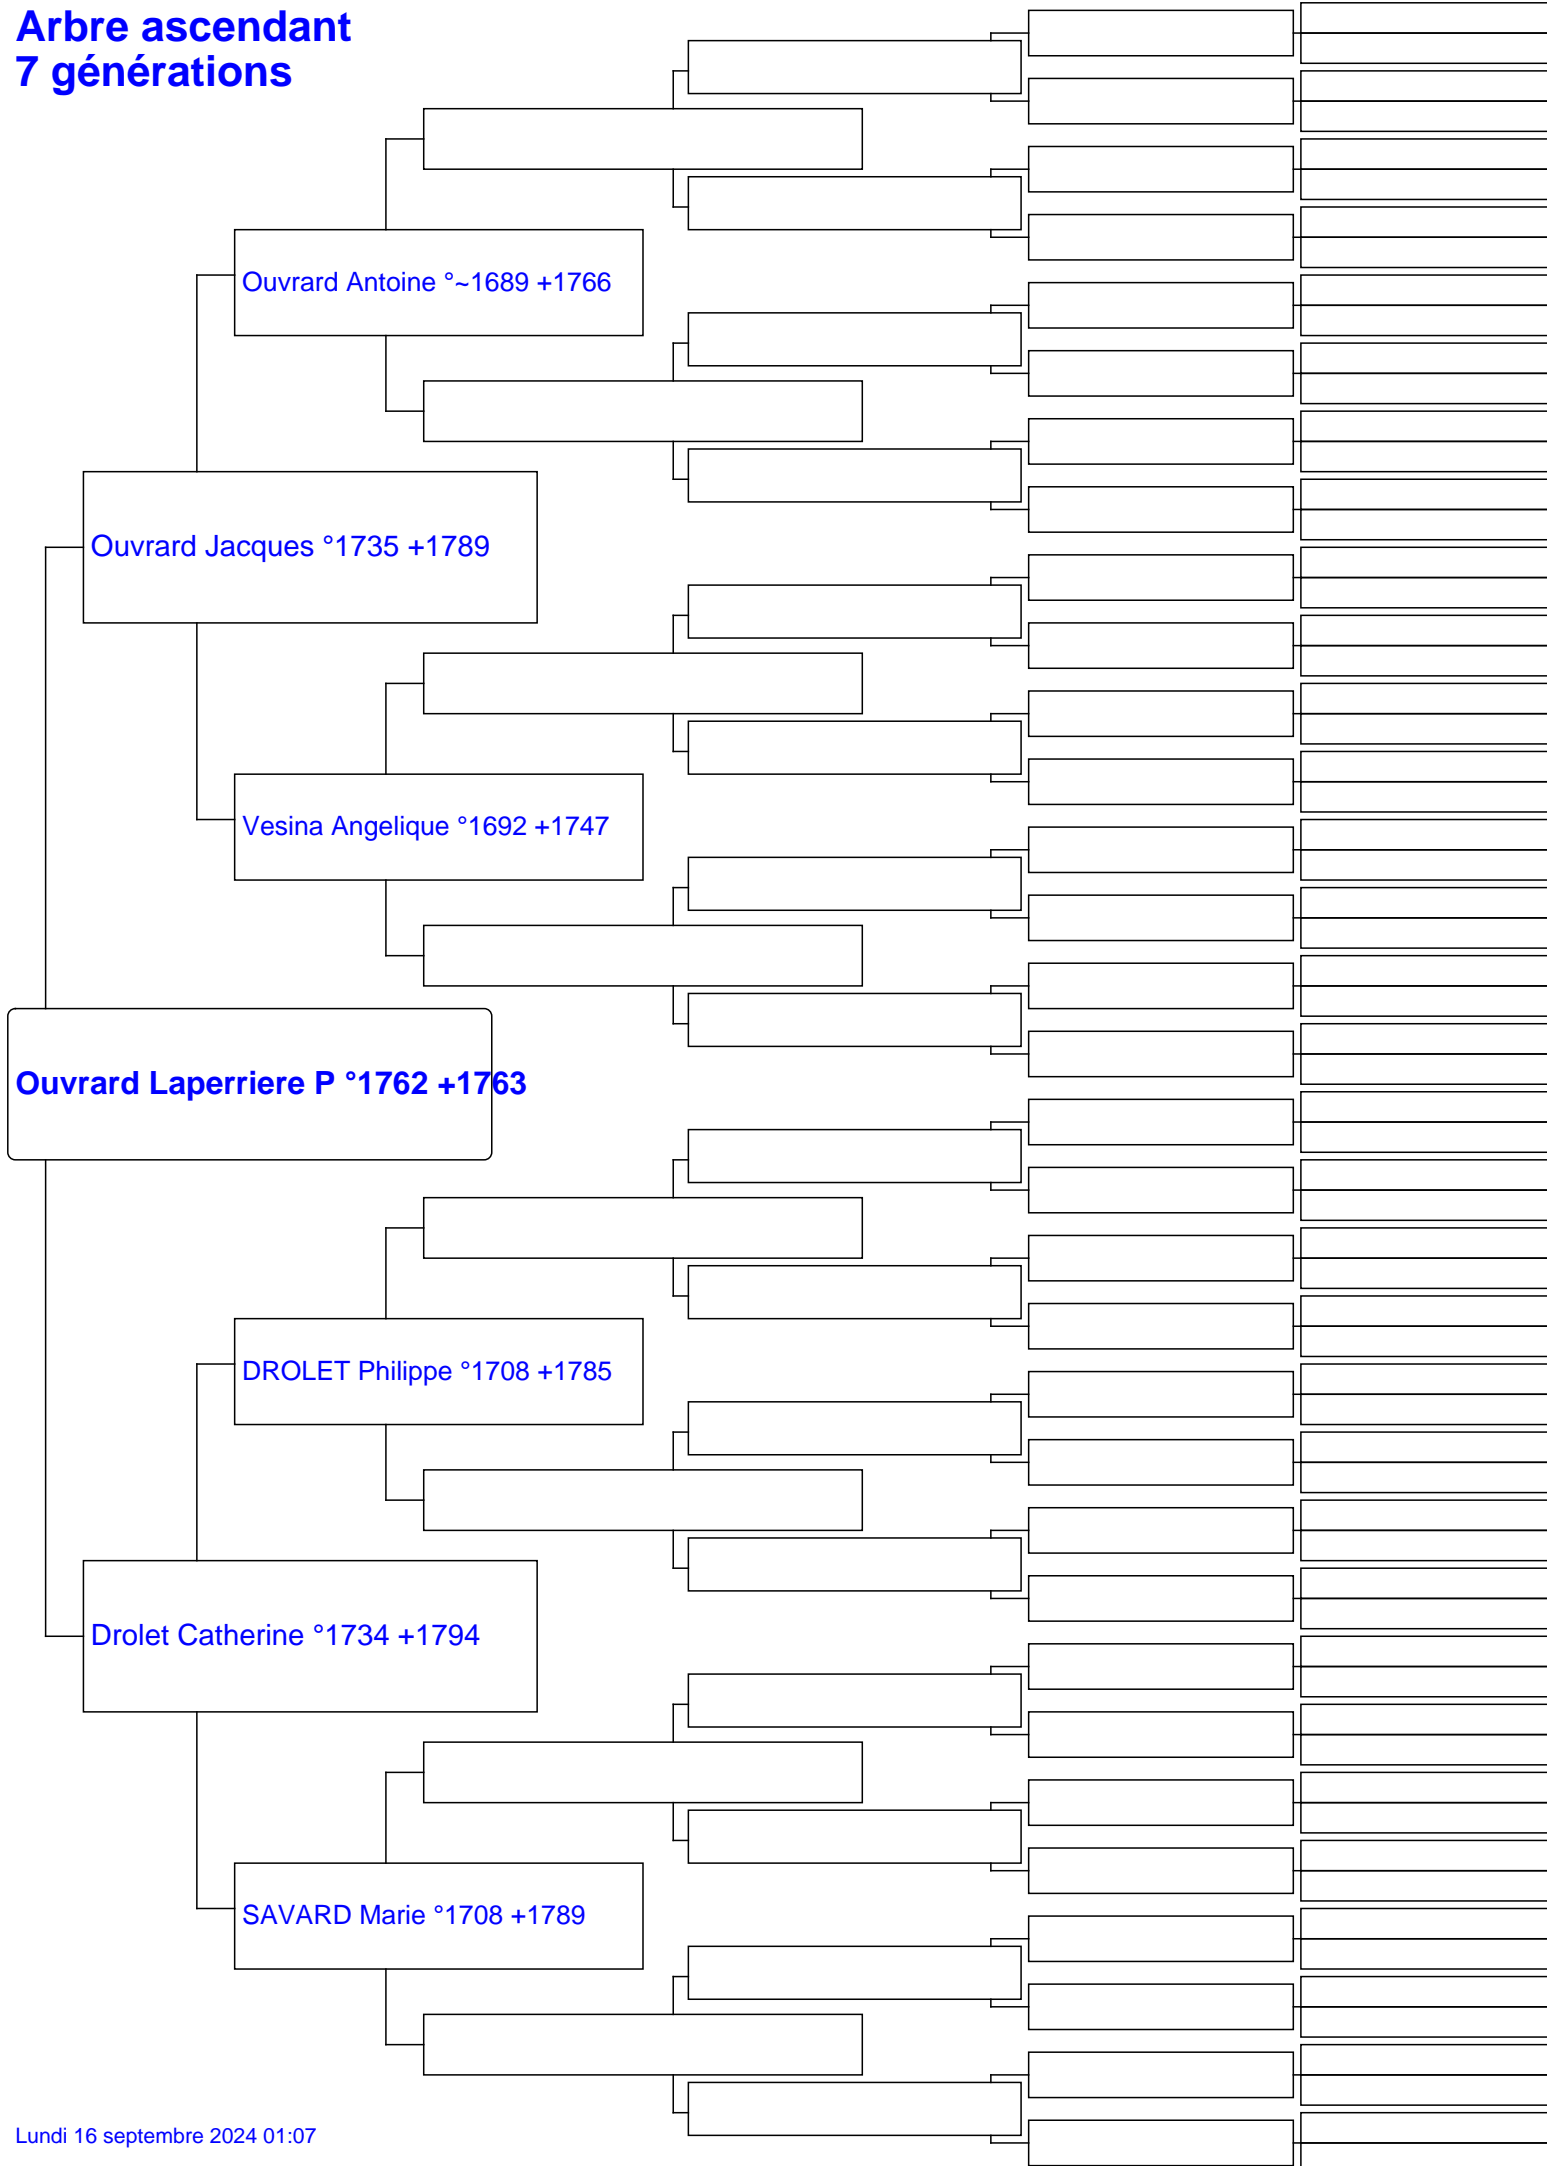 Arbre ascendant
7 générations
Ouvrard Antoine °~1689 +1766
Ouvrard Jacques °1735 +1789
Vesina Angelique °1692 +1747
Ouvrard Laperriere P °1762 +1763
DROLET Philippe °1708 +1785
Drolet Catherine °1734 +1794
SAVARD Marie °1708 +1789
Lundi 16 septembre 2024 01:07